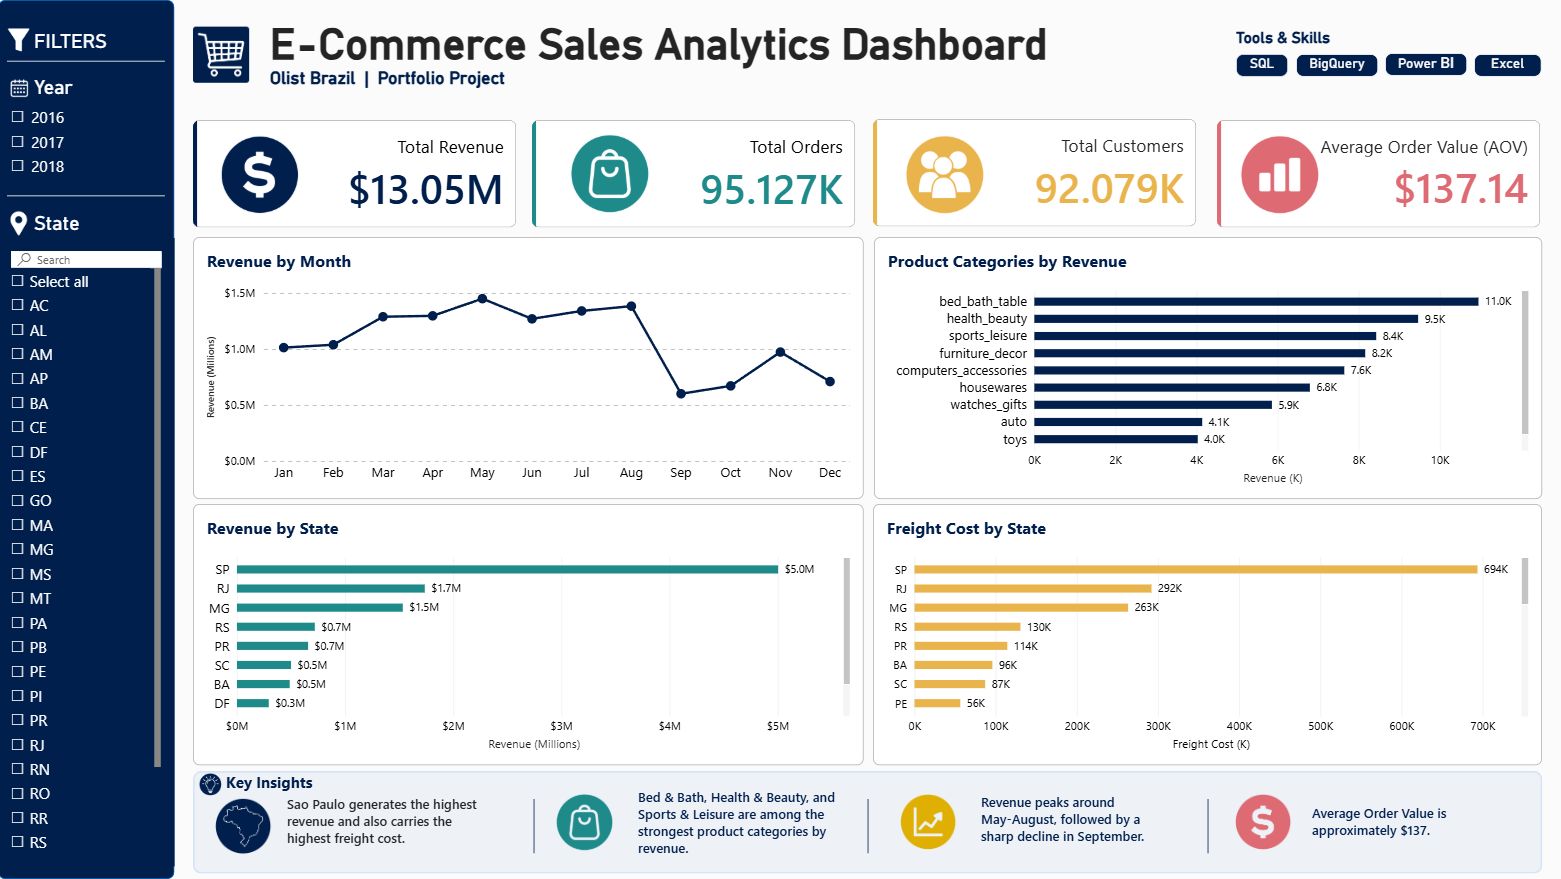 FILTERS
Year
2016
2017
2018
State
Search
Select all
AC
AL
AM
AP
BA
CE
DF
ES
GO
MA
MG
MS
MT
PA
PB
PE
PI
PR
RJ
RN
RO
RR
RS
E-Commerce Sales Analytics Dashboard
Olist Brazil | Portfolio Project
Tools & Skills
SQL BigQuery Power BI Excel
Total Revenue
$13.05M
Total Orders
95.127K
Total Customers
92.079K
Average Order Value (AOV)
$137.14
Revenue by Month
Revenue (Millions)
$1.5M
$1.0M
$0.5M
$0.0M
Jan Feb Mar Apr May Jun Jul Aug Sep Oct Nov Dec
Product Categories by Revenue
bed_bath_table 11.0K
health_beauty 9.5K
sports_leisure 8.4K
furniture_decor 8.2K
computers_accessories 7.6K
housewares 6.8K
watches_gifts 5.9K
auto 4.1K
toys 4.0K
0K 2K 4K 6K 8K 10K
Revenue (K)
Revenue by State
SP $5.0M
RJ $1.7M
MG $1.5M
RS $0.7M
PR $0.7M
SC $0.5M
BA $0.5M
DF $0.3M
$0M $1M $2M $3M $4M $5M
Revenue (Millions)
Freight Cost by State
SP 694K
RJ 292K
MG 263K
RS 130K
PR 114K
BA 96K
SC 87K
PE 56K
0K 100K 200K 300K 400K 500K 600K 700K
Freight Cost (K)
Key Insights
Sao Paulo generates the highest
revenue and also carries the
highest freight cost.
Bed & Bath, Health & Beauty, and
Sports & Leisure are among the
strongest product categories by
revenue.
Revenue peaks around
May-August, followed by a
sharp decline in September.
Average Order Value is
approximately $137.